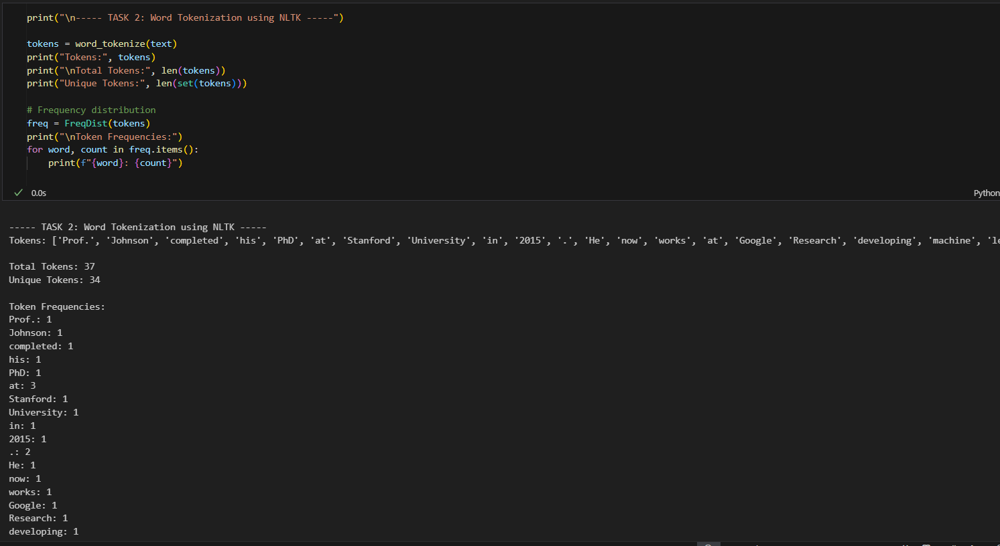 print("\n----- TASK 2: Word Tokenization using NLTK -----")
tokens = word_tokenize(text)
print("Tokens:", tokens)
print("\nTotal Tokens:", len(tokens))
print("Unique Tokens:", len(set(tokens)))
# Frequency distribution
freq = FreqDist(tokens)
print("\nToken Frequencies:")
for word, count in freq.items():
    print(f"{word}: {count}")
0.0s
Python
----- TASK 2: Word Tokenization using NLTK -----
Tokens: ['Prof.', 'Johnson', 'completed', 'his', 'PhD', 'at', 'Stanford', 'University', 'in', '2015', '.', 'He', 'now', 'works', 'at', 'Google', 'Research', 'developing', 'machine',
Total Tokens: 37
Unique Tokens: 34
Token Frequencies:
Prof.: 1
Johnson: 1
completed: 1
his: 1
PhD: 1
at: 3
Stanford: 1
University: 1
in: 1
2015: 1
.: 2
He: 1
now: 1
works: 1
Google: 1
Research: 1
developing: 1